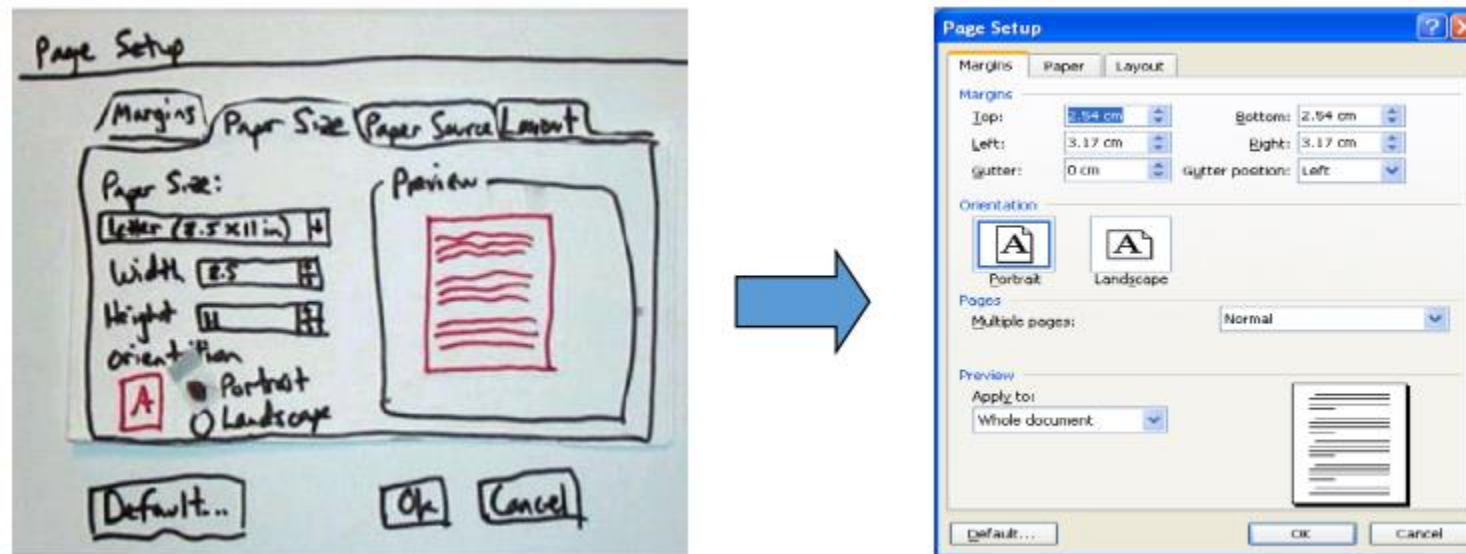 Page Setup
Margins Paper Size Paper Source Layout
Paper Size:
Letter (8.5 x 11 in)
Width 8.5
Height 11
orientition
A
Portrait
Landscape
Preview
Default... Ok Cancel
Page Setup
Margins Paper Layout
Margins
Top: 2.54 cm Bottom: 2.54 cm
Left: 3.17 cm Right: 3.17 cm
Gutter: 0 cm Gutter position: Left
Orientation
A A
Portrait Landscape
Pages
Multiple pages: Normal
Preview
Apply to:
Whole document
Default... OK Cancel